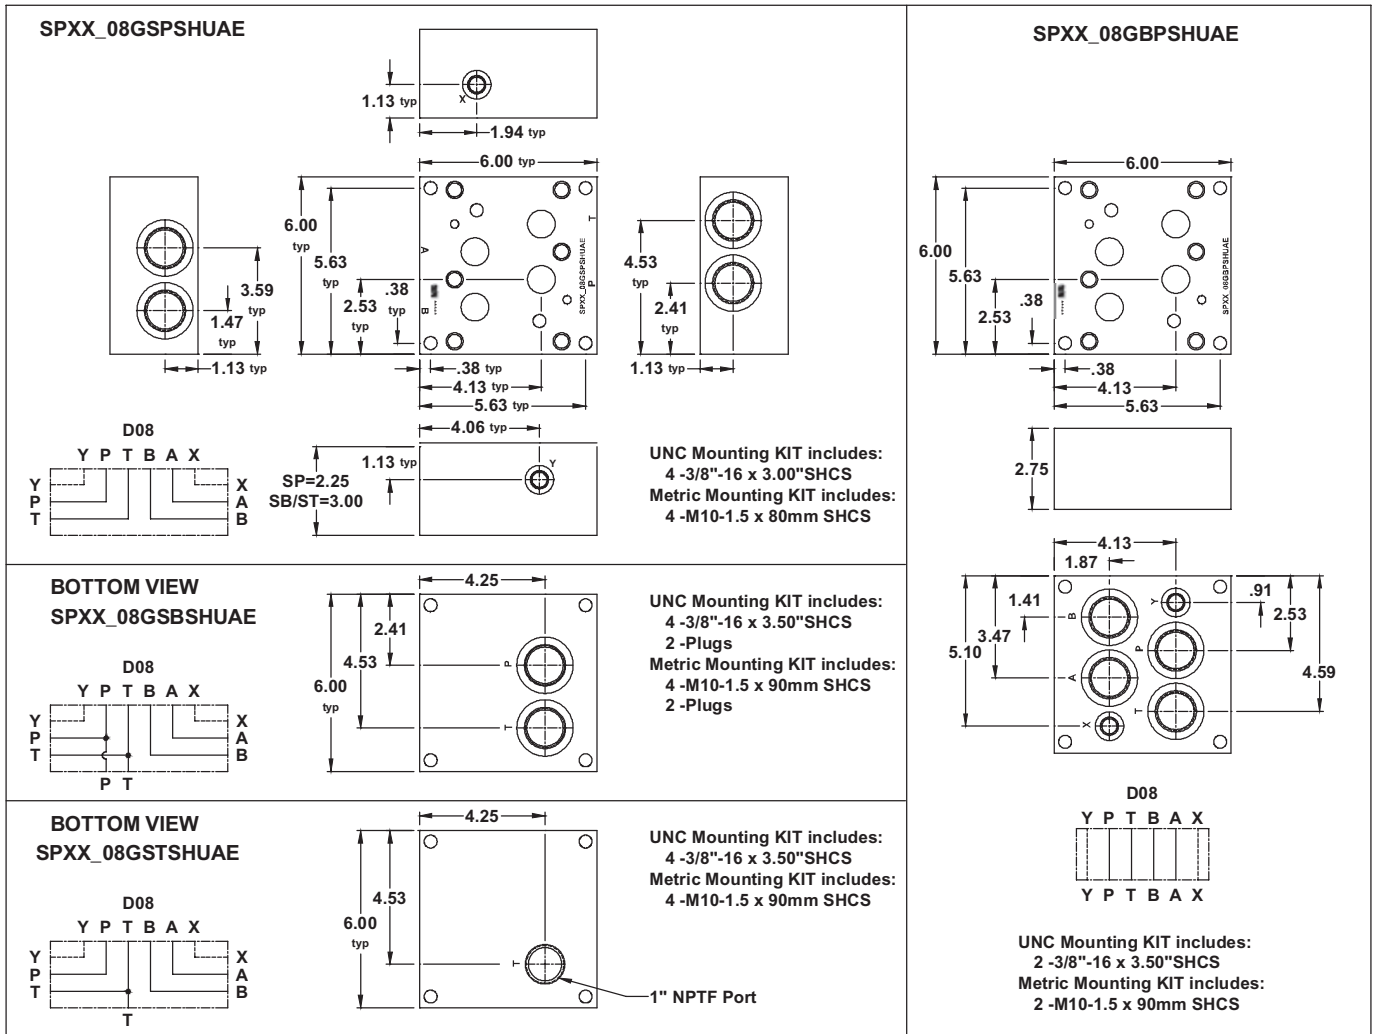 SPXX_08GSPSHUAE
1.13 typ
X
1.94 typ
6.00 typ
6.00 typ
5.63 typ
2.53 typ
.38 typ
A
B
T
P
SPXX_08GSPSHUAE
3.59 typ
1.47 typ
1.13 typ
4.53 typ
2.41 typ
1.13 typ
.38 typ
4.13 typ
5.63 typ
4.06 typ
1.13 typ
Y
SP=2.25
SB/ST=3.00
D08
Y P T B A X
Y X
P A
T B
UNC Mounting KIT includes:
4 -3/8"-16 x 3.00"SHCS
Metric Mounting KIT includes:
4 -M10-1.5 x 80mm SHCS
BOTTOM VIEW
SPXX_08GSBSHUAE
D08
Y P T B A X
Y X
P A
T B
P T
4.25
2.41
4.53
6.00 typ
P
T
UNC Mounting KIT includes:
4 -3/8"-16 x 3.50"SHCS
2 -Plugs
Metric Mounting KIT includes:
4 -M10-1.5 x 90mm SHCS
2 -Plugs
BOTTOM VIEW
SPXX_08GSTSHUAE
D08
Y P T B A X
Y X
P A
T B
T
4.25
4.53
6.00 typ
T
1" NPTF Port
UNC Mounting KIT includes:
4 -3/8"-16 x 3.50"SHCS
Metric Mounting KIT includes:
4 -M10-1.5 x 90mm SHCS
SPXX_08GBPSHUAE
6.00
6.00
5.63
2.53
.38
SPXX_08GBPSHUAE
.38
4.13
5.63
2.75
4.13
1.87
1.41
3.47
5.10
.91
2.53
4.59
B
Y
P
A
T
X
D08
Y P T B A X
Y P T B A X
UNC Mounting KIT includes:
2 -3/8"-16 x 3.50"SHCS
Metric Mounting KIT includes:
2 -M10-1.5 x 90mm SHCS